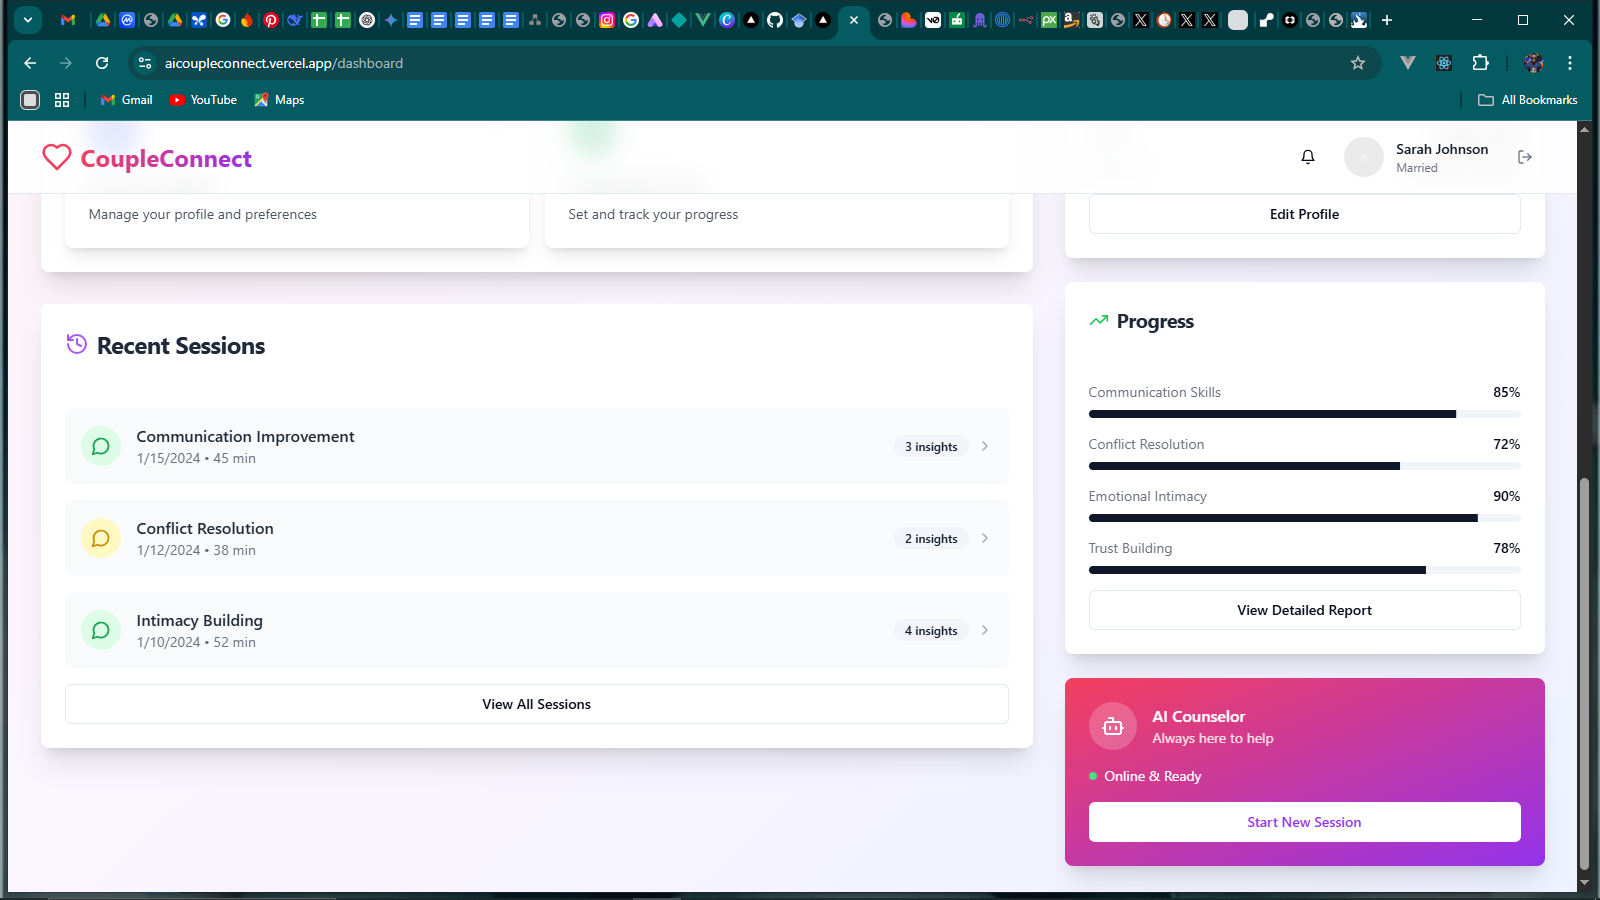 aicoupleconnect.vercel.app/dashboard
Gmail
YouTube
Maps
All Bookmarks
CoupleConnect
Sarah Johnson
Married
Manage your profile and preferences
Set and track your progress
Edit Profile
Recent Sessions
Communication Improvement
1/15/2024 • 45 min
3 insights
Conflict Resolution
1/12/2024 • 38 min
2 insights
Intimacy Building
1/10/2024 • 52 min
4 insights
View All Sessions
Progress
Communication Skills
85%
Conflict Resolution
72%
Emotional Intimacy
90%
Trust Building
78%
View Detailed Report
AI Counselor
Always here to help
Online & Ready
Start New Session